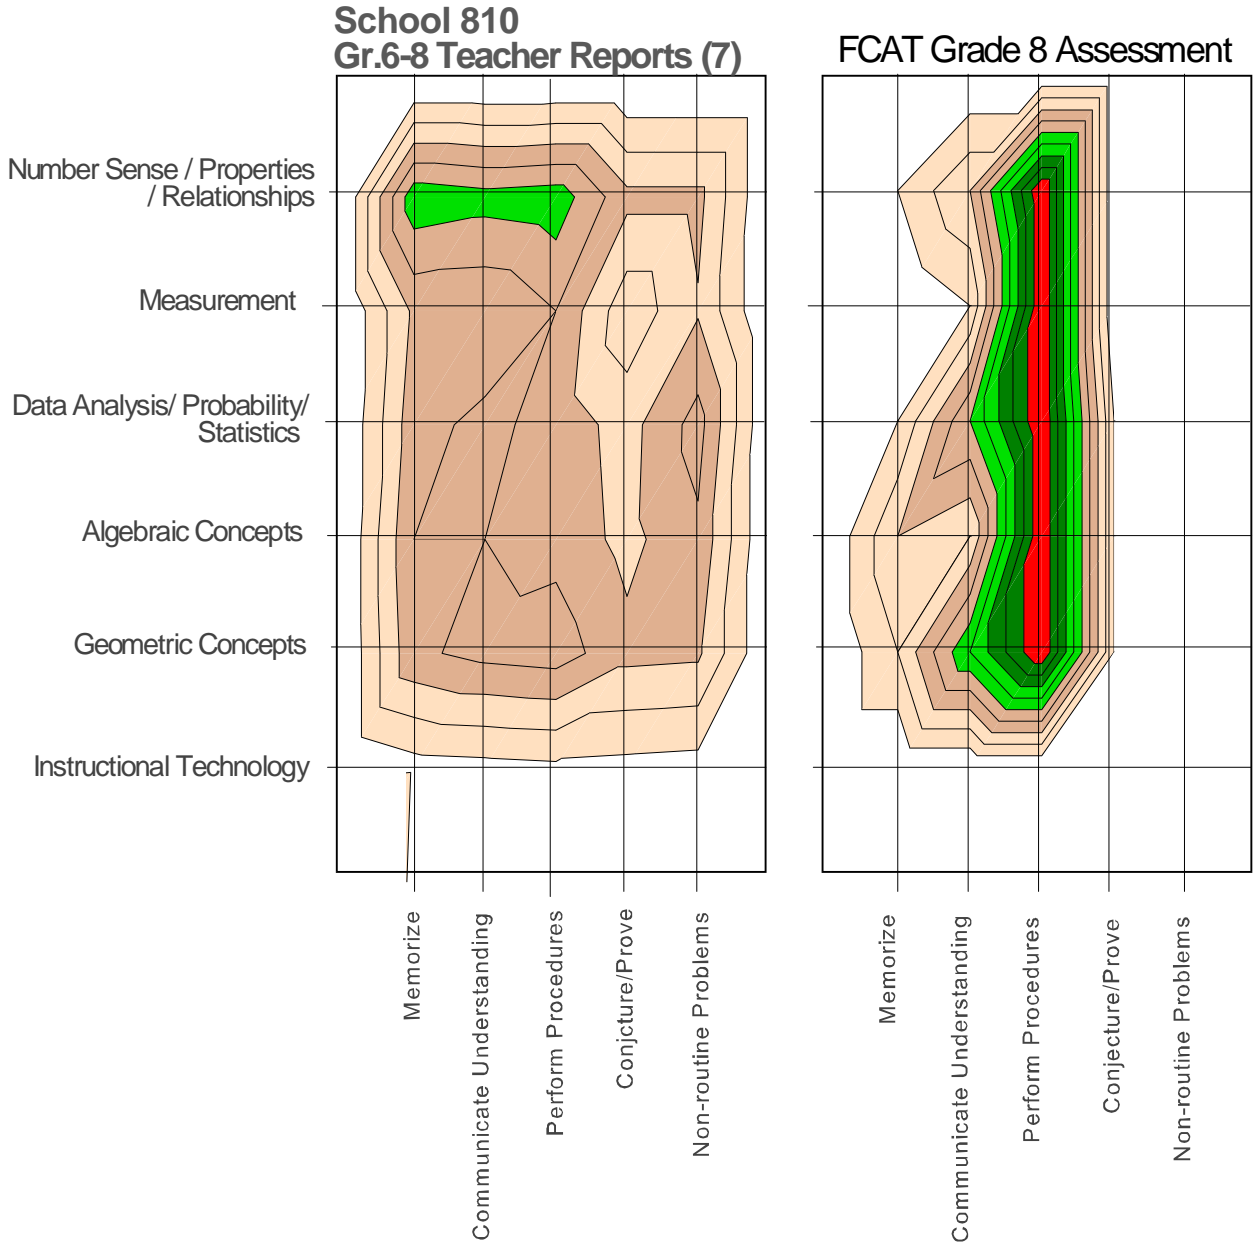 School 810
Gr.6-8 Teacher Reports (7)
FCAT Grade 8 Assessment
Number Sense / Properties
/ Relationships
Measurement
Data Analysis/ Probability/
Statistics
Algebraic Concepts
Geometric Concepts
Instructional Technology
Memorize
Communicate Understanding
Perform Procedures
Conjcture/Prove
Non-routine Problems
Memorize
Communicate Understanding
Perform Procedures
Conjecture/Prove
Non-routine Problems